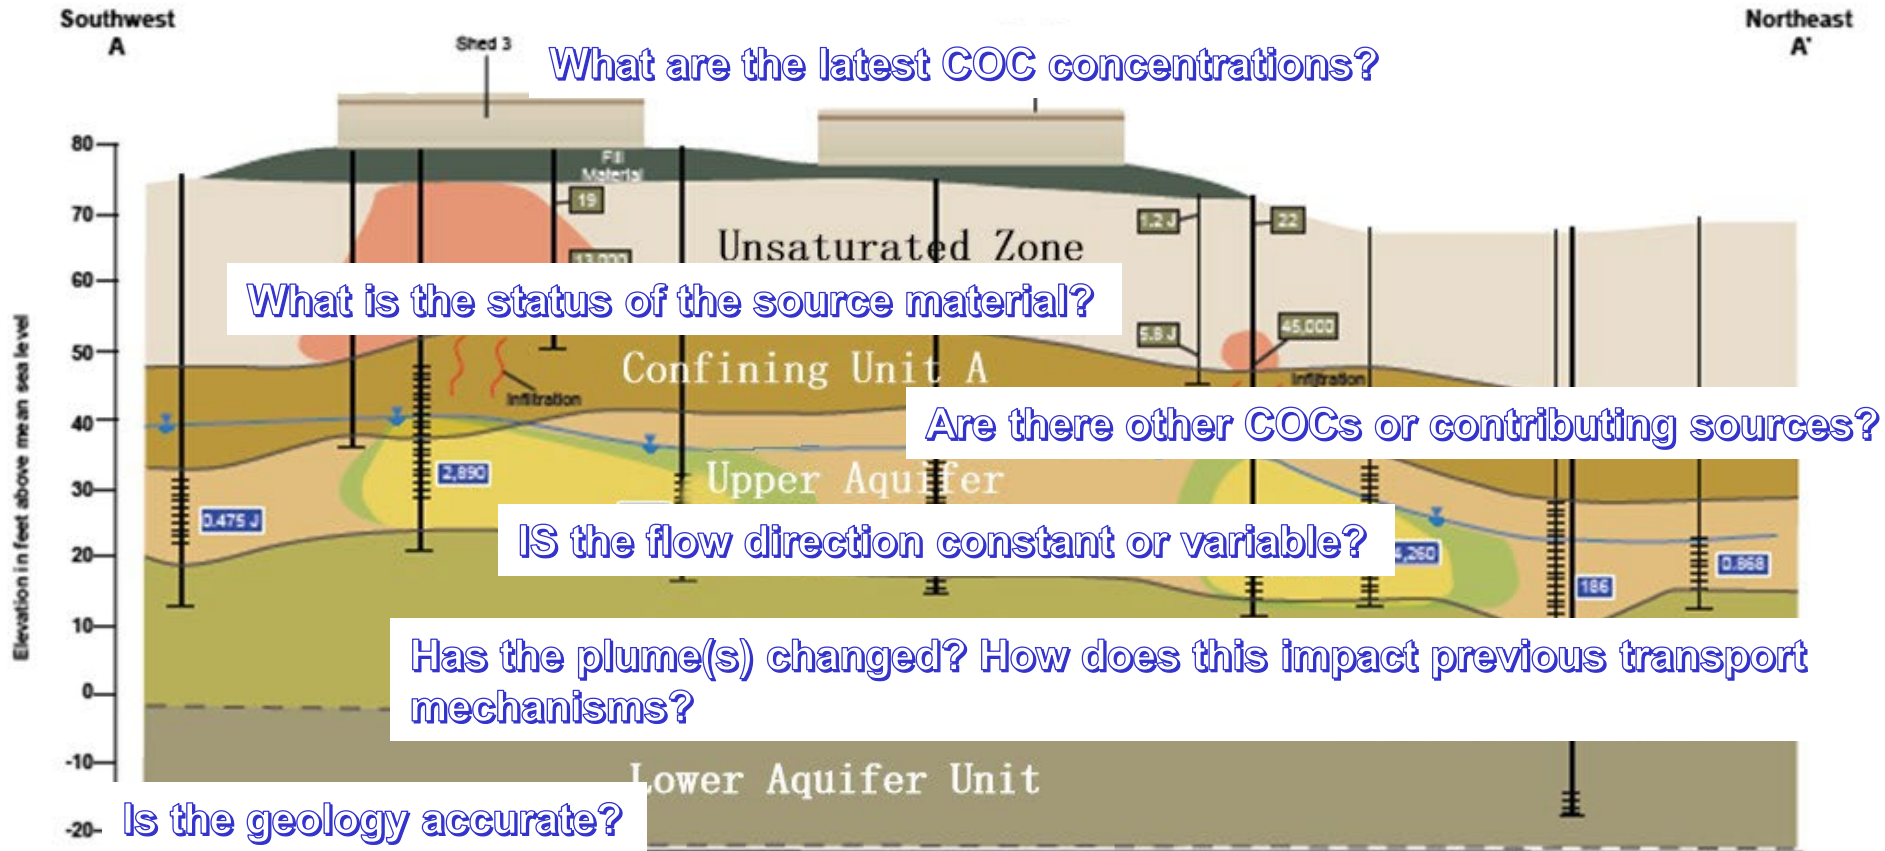 Southwest
A
Northeast
A'
Shed 3
What are the latest COC concentrations?
80
Fill
Material
19
70
1.2 J
22
Unsaturated Zone
13,000
60
What is the status of the source material?
45,000
5.8 J
50
Confining Unit A
Infiltration
Infiltration
40
Are there other COCs or contributing sources?
2,890
Upper Aquifer
30
0.475 J
IS the flow direction constant or variable?
4,260
20
0.868
186
10
Has the plume(s) changed? How does this impact previous transport
mechanisms?
0
-10
Lower Aquifer Unit
Is the geology accurate?
-20
Elevation in feet above mean sea level